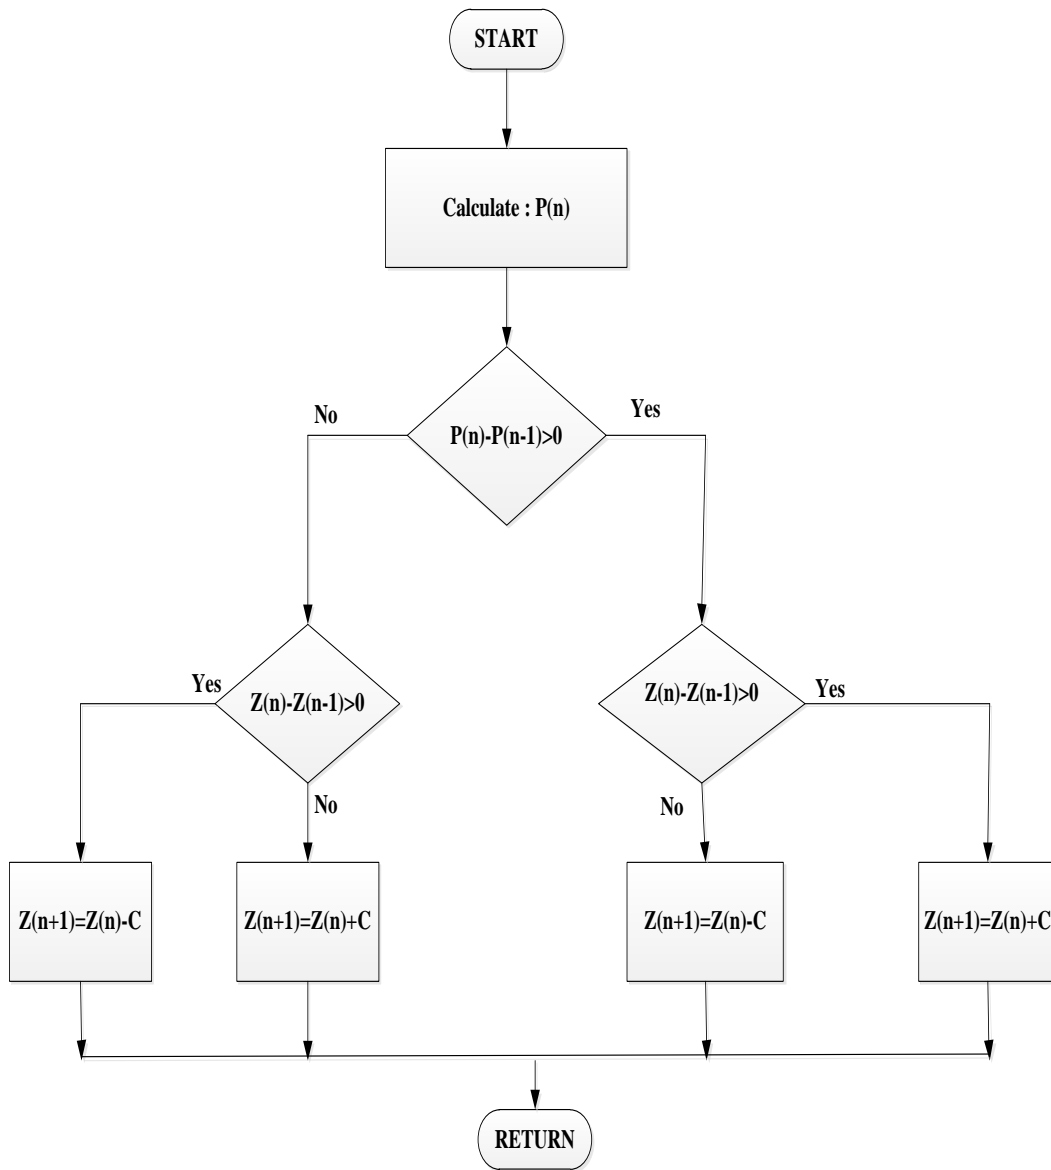 START
Calculate : P(n)
No
Yes
P(n)-P(n-1)>0
Yes
Z(n)-Z(n-1)>0
Z(n)-Z(n-1)>0
Yes
No
No
Z(n+1)=Z(n)-C
Z(n+1)=Z(n)+C
Z(n+1)=Z(n)-C
Z(n+1)=Z(n)+C
RETURN